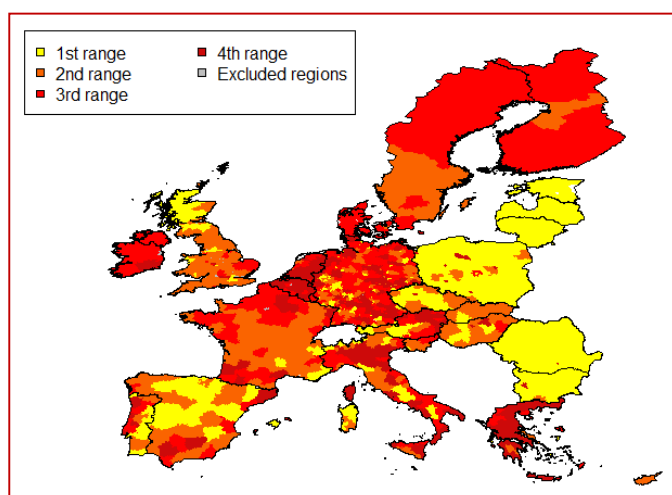 1st range
2nd range
3rd range
4th range
Excluded regions